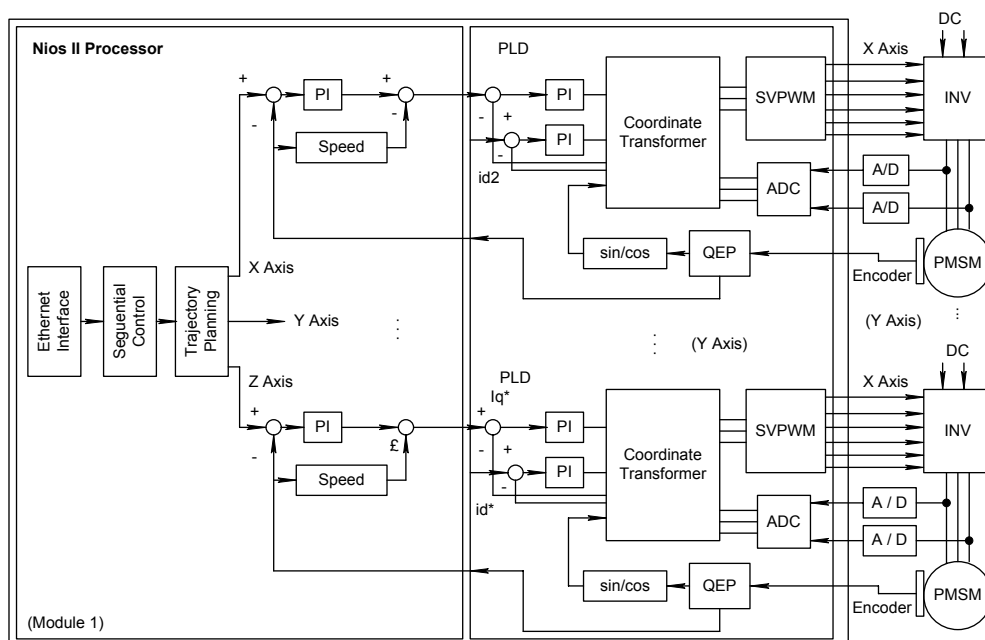 Nios II Processor
PLD
X Axis
DC
+
PI
+
-
-
Speed
-
+
-
PI
PI
id2
Coordinate
Transformer
SVPWM
INV
ADC
A/D
A/D
sin/cos
QEP
Encoder
PMSM
X Axis
Ethernet
Interface
Seguential
Control
Trajectory
Planning
Y Axis
(Y Axis)
(Y Axis)
Z Axis
PLD
Iq*
X Axis
DC
+
PI
£
-
Speed
+
-
+
-
PI
PI
id*
Coordinate
Transformer
SVPWM
INV
ADC
A / D
A / D
sin/cos
QEP
Encoder
PMSM
(Module 1)